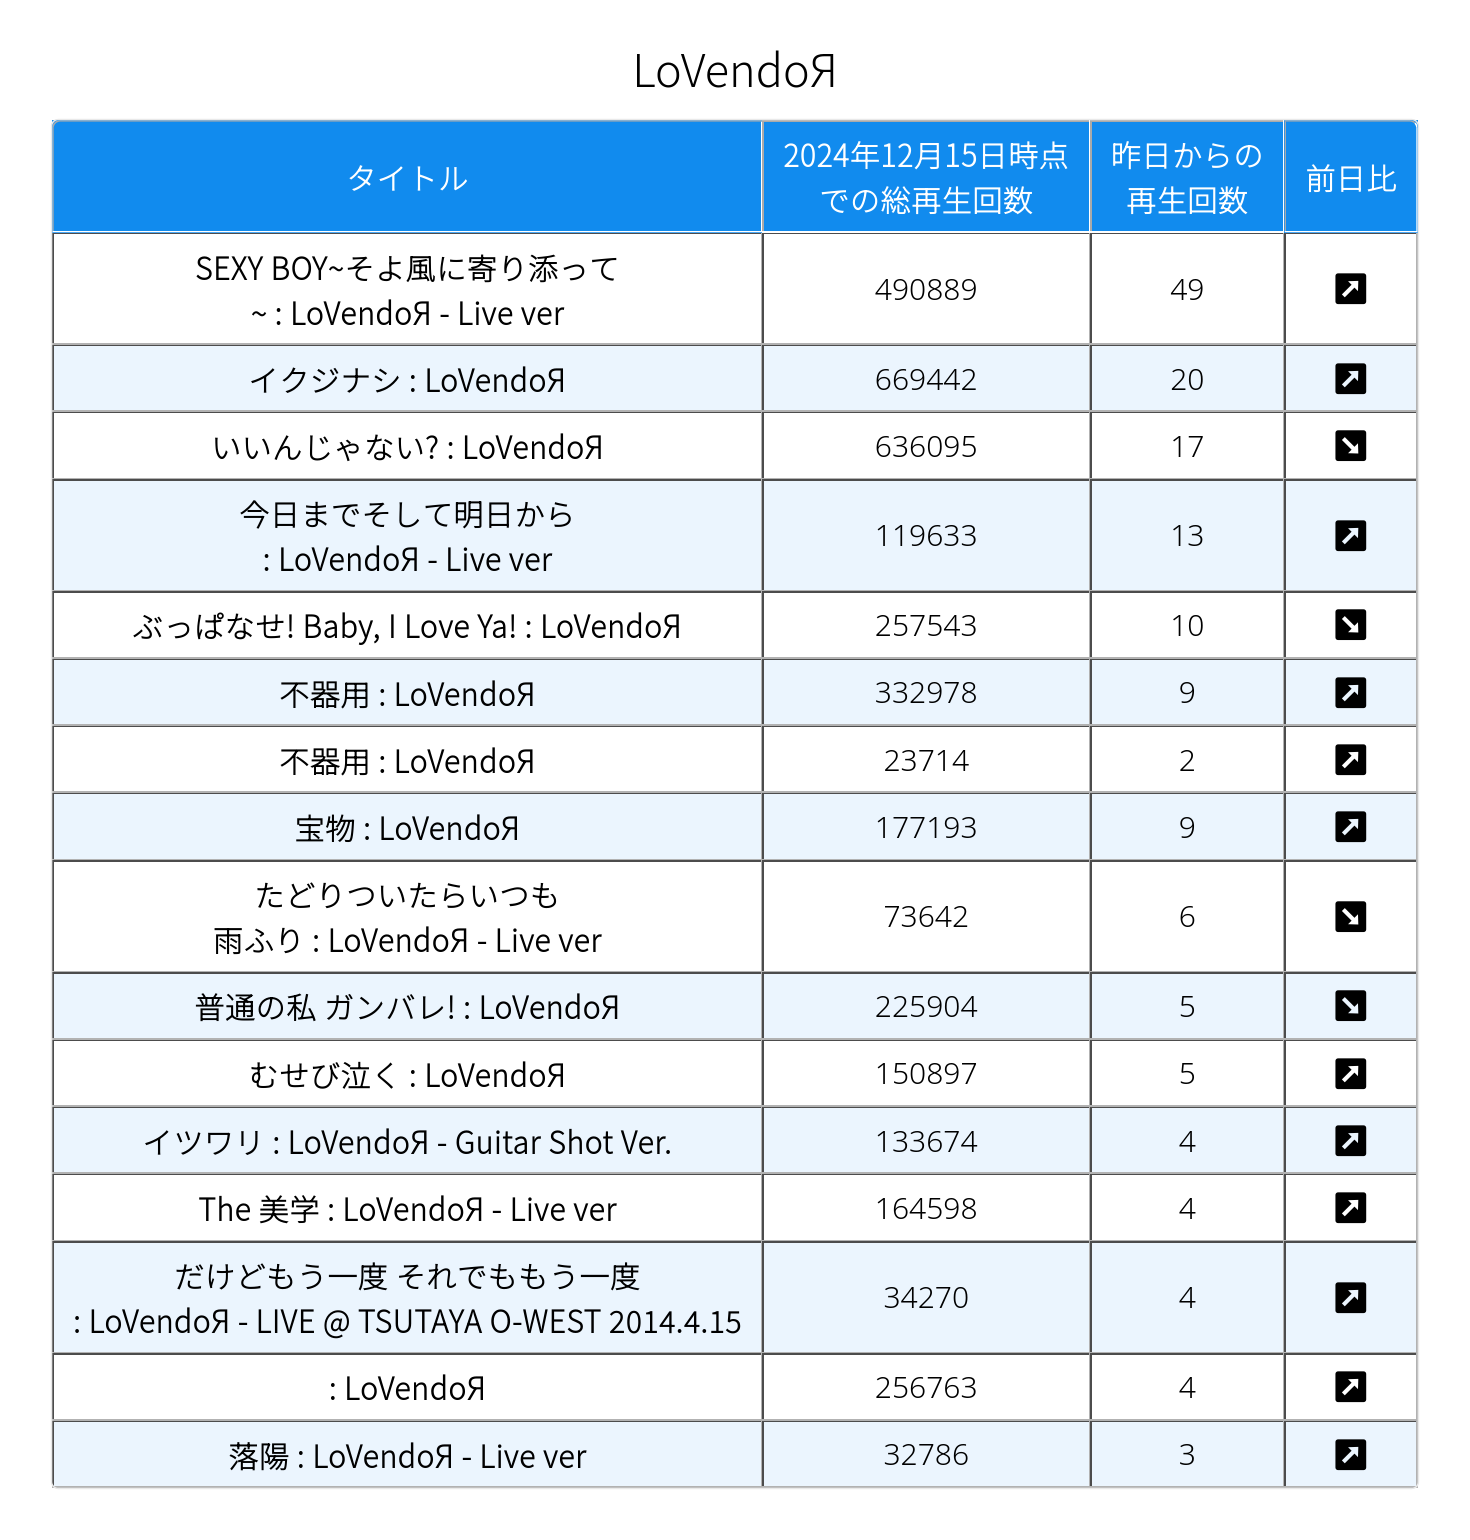 LoVendoЯ
タイトル
2024年12月15日時点
での総再生回数
昨日からの
再生回数
前日比
SEXY BOY~そよ風に寄り添って
~ : LoVendoЯ - Live ver
490889
49
イクジナシ : LoVendoЯ
669442
20
いいんじゃない? : LoVendoЯ
636095
17
今日までそして明日から
: LoVendoЯ - Live ver
119633
13
ぶっぱなせ! Baby, I Love Ya! : LoVendoЯ
257543
10
不器用 : LoVendoЯ
332978
9
不器用 : LoVendoЯ
23714
2
宝物 : LoVendoЯ
177193
9
たどりついたらいつも
雨ふり : LoVendoЯ - Live ver
73642
6
普通の私 ガンバレ! : LoVendoЯ
225904
5
むせび泣く : LoVendoЯ
150897
5
イツワリ : LoVendoЯ - Guitar Shot Ver.
133674
4
The 美学 : LoVendoЯ - Live ver
164598
4
だけどもう一度 それでももう一度
: LoVendoЯ - LIVE @ TSUTAYA O-WEST 2014.4.15
34270
4
: LoVendoЯ
256763
4
落陽 : LoVendoЯ - Live ver
32786
3